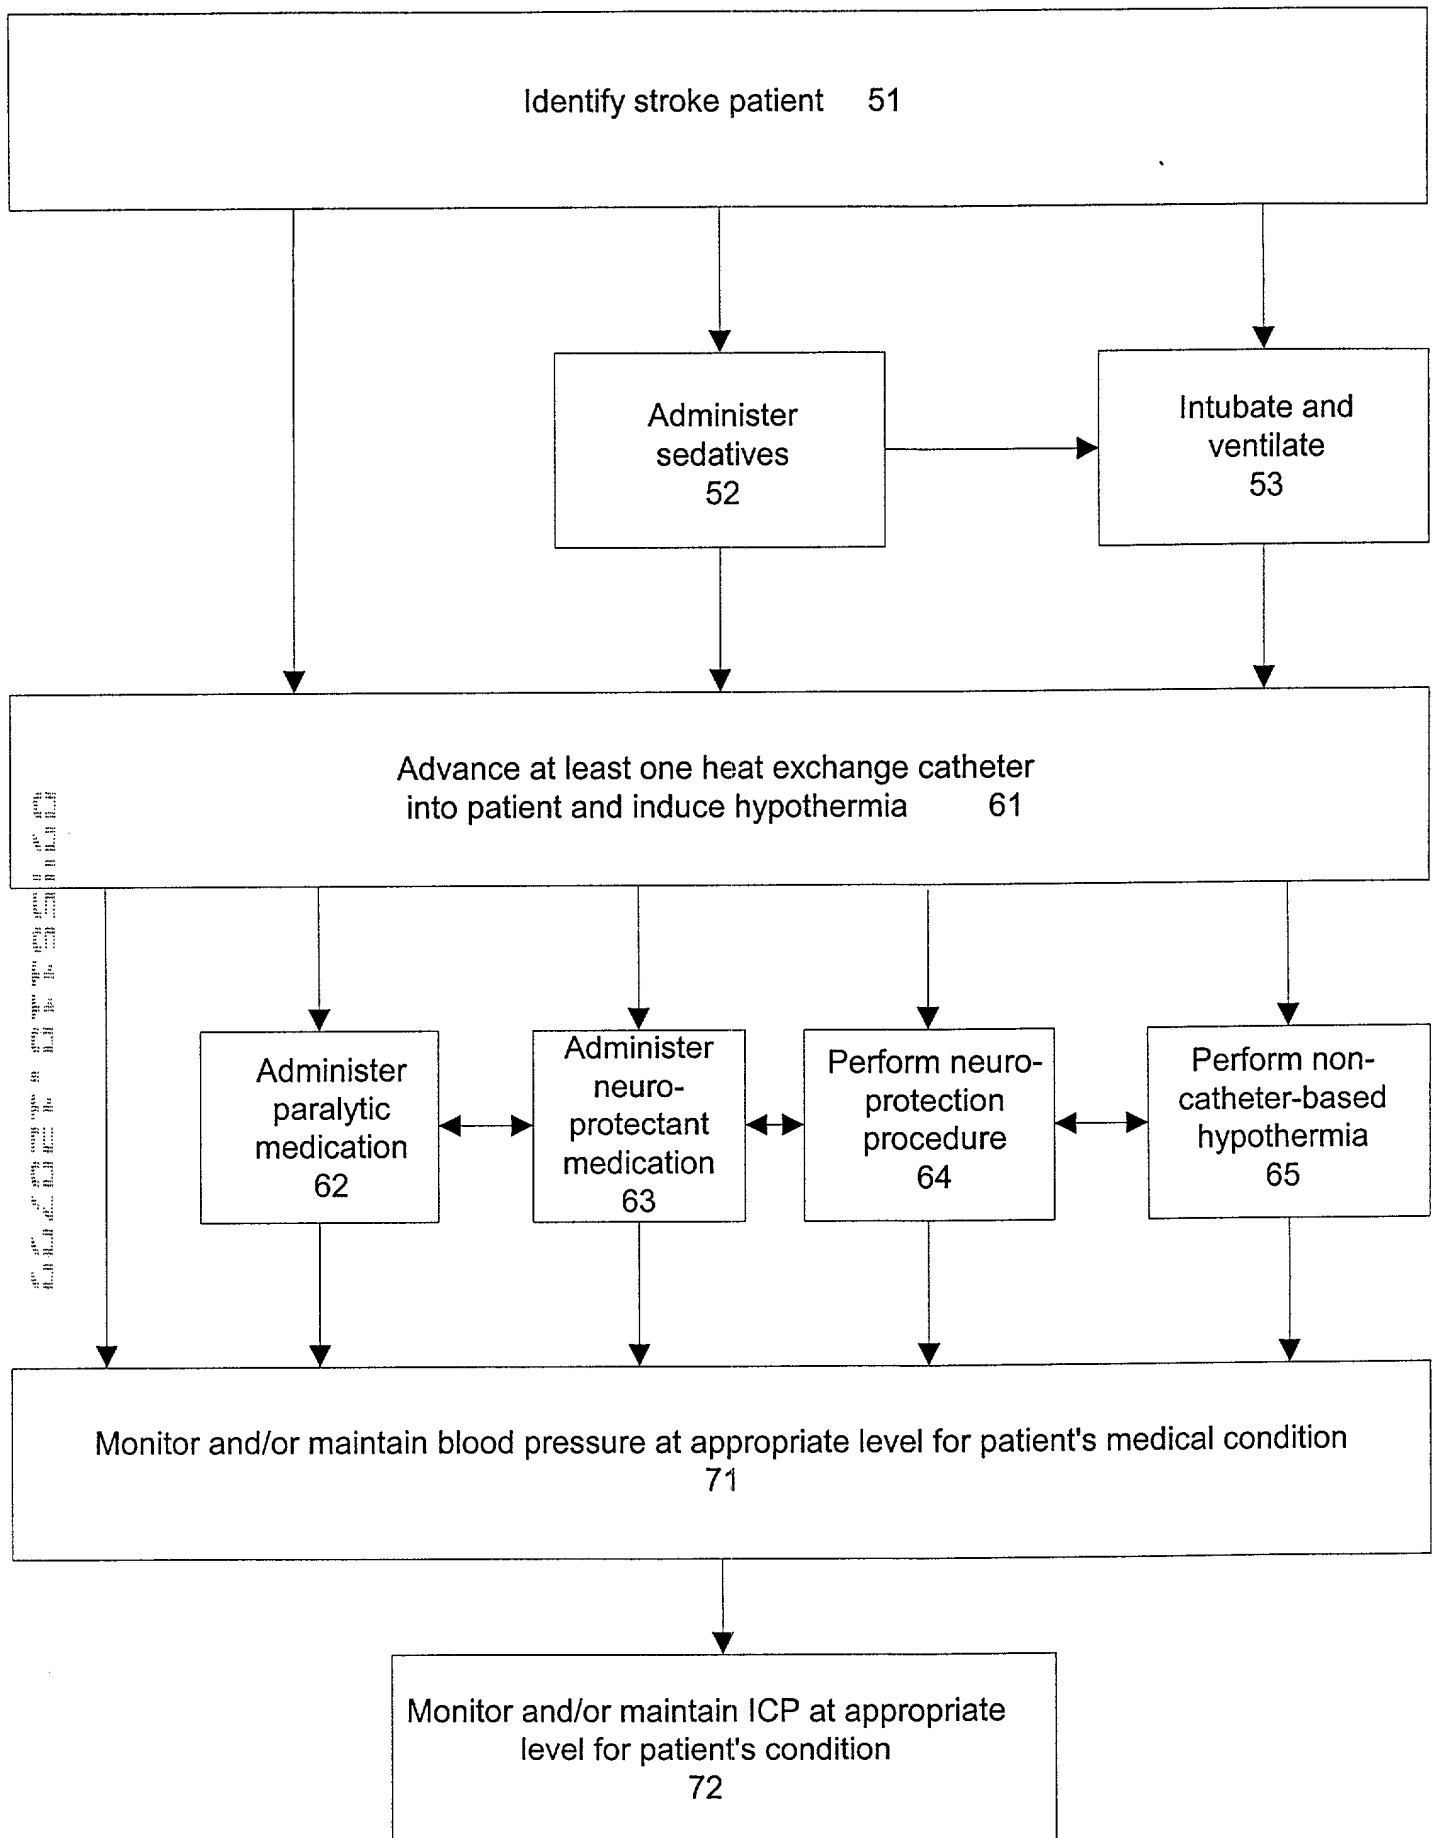 Identify stroke patient 51
Administer
sedatives
52
Intubate and
ventilate
53
Advance at least one heat exchange catheter
into patient and induce hypothermia 61
Administer
paralytic
medication
62
Administer
neuro-
protectant
medication
63
Perform neuro-
protection
procedure
64
Perform non-
catheter-based
hypothermia
65
Monitor and/or maintain blood pressure at appropriate level for patient's medical condition
71
Monitor and/or maintain ICP at appropriate
level for patient's condition
72